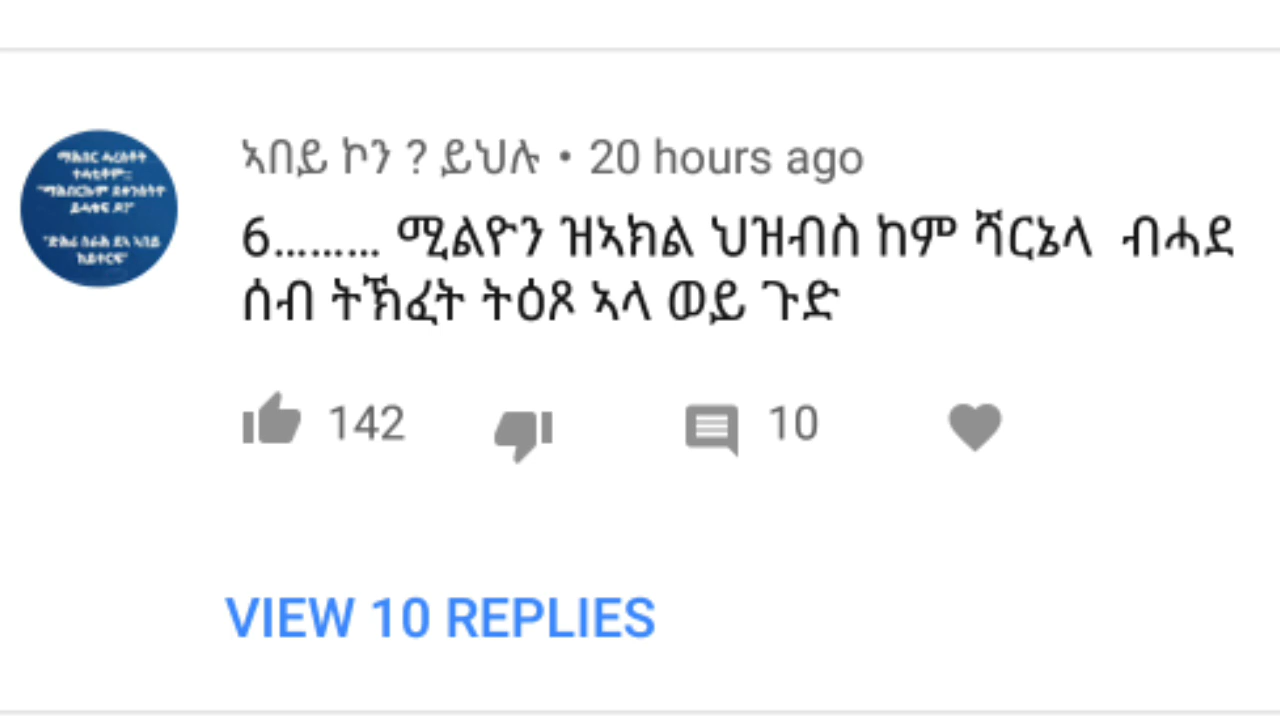 ኣበይ ኮን ? ይህሉ • 20 hours ago
6......... ሚልዮን ዝኣክል ህዝብስ ከም ሻርኔላ ብሓደ
ሰብ ትኽፈት ትዕጾ ኣላ ወይ ጉድ
142 10
VIEW 10 REPLIES